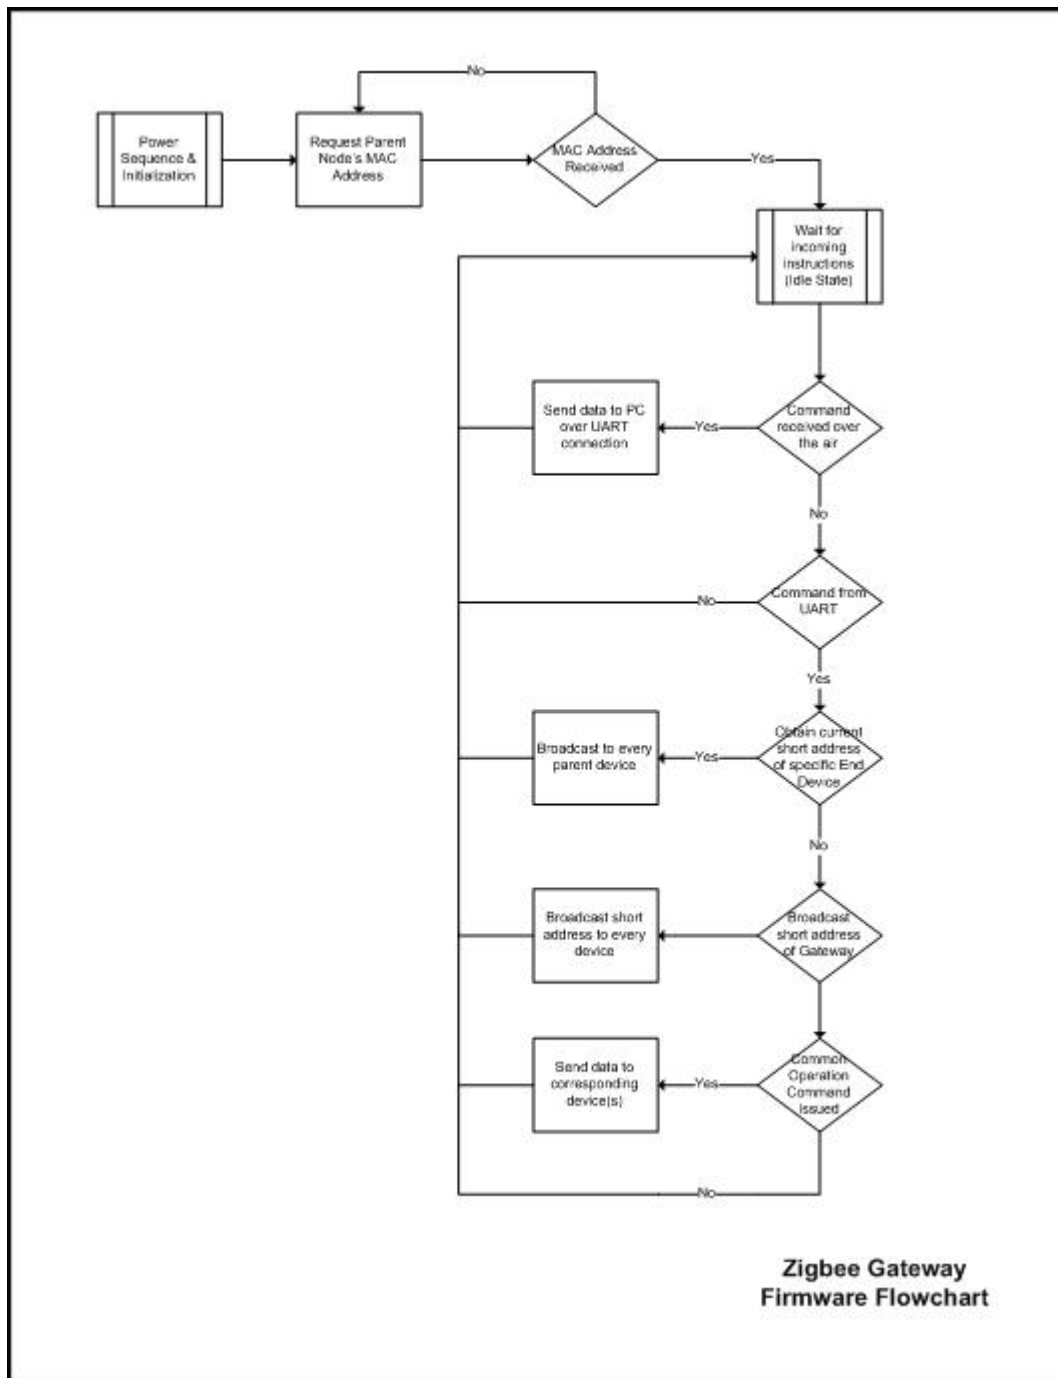 No
Power
Sequence &
Initialization
Request Parent
Node's MAC
Address
MAC Address
Received
Yes
Wait for
incoming
instructions
(Idle State)
Send data to PC
over UART
connection
Yes
Command
received over
the air
No
No
Command from
UART
Yes
Broadcast to every
parent device
Yes
Obtain current
short address
of specific End
Device
No
Broadcast short
address to every
device
Broadcast
short address
of Gateway
Send data to
corresponding
device(s)
Yes
Common
Operation
Command
Issued
No
Zigbee Gateway
Firmware Flowchart